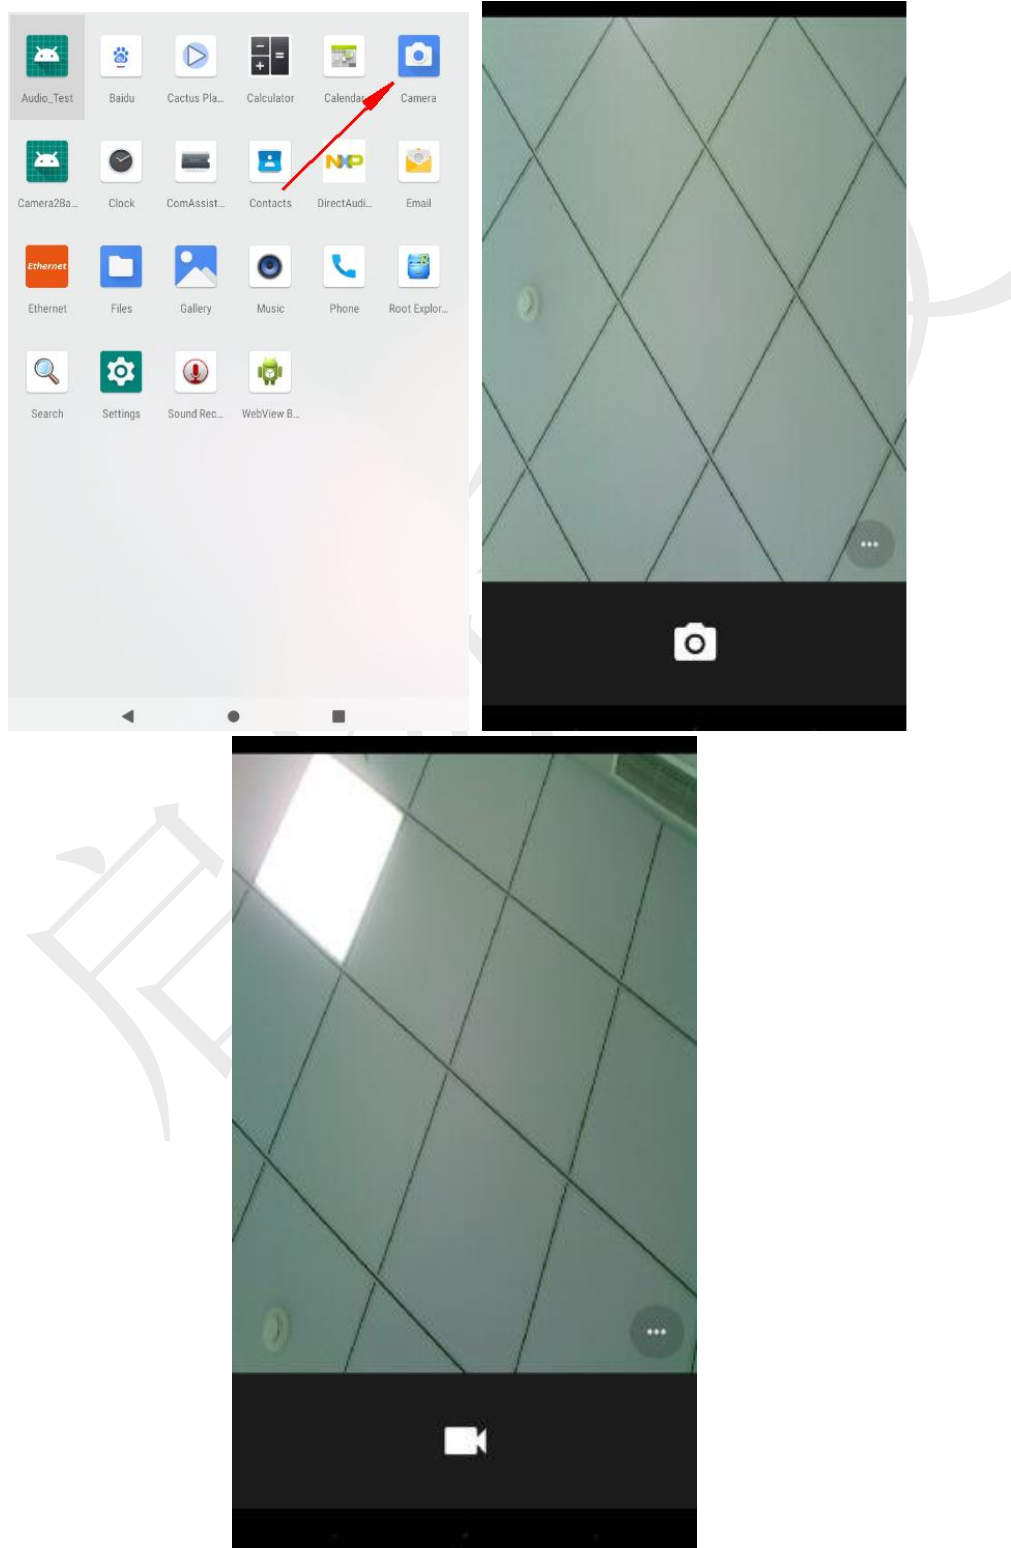 Audio_Test Baidu Cactus Pla... Calculator Calendar Camera
NXP
Camera2Ba... Clock ComAssist... Contacts DirectAudi... Email
Ethernet
Ethernet Files Gallery Music Phone Root Explor...
Search Settings Sound Rec... WebView B...